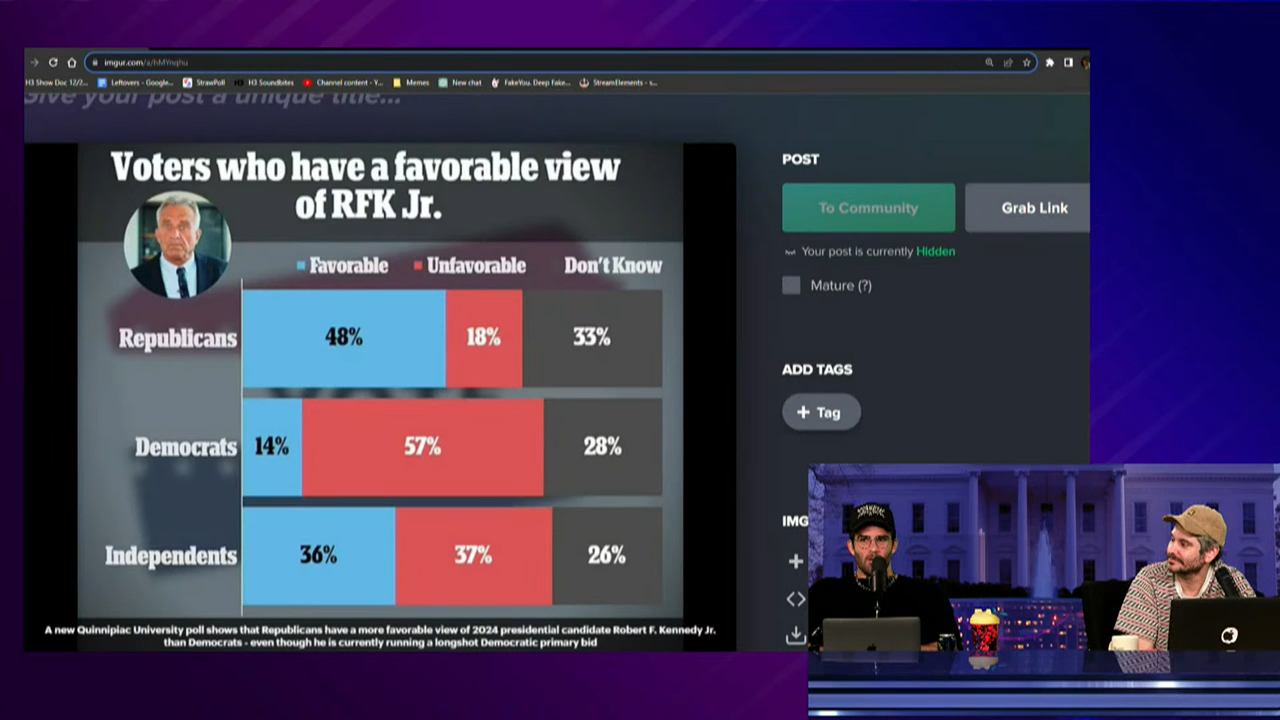 imgur.com/a/hMYnqhu
H3 Show Doc 12/2... Leftovers - Google... StrawPoll H3 Soundbites Channel content - Y... Memes New chat FakeYou. Deep Fake... StreamElements - s...
Give your post a unique title...
Voters who have a favorable view
of RFK Jr.
Favorable Unfavorable Don't Know
Republicans 48% 18% 33%
Democrats 14% 57% 28%
Independents 36% 37% 26%
A new Quinnipiac University poll shows that Republicans have a more favorable view of 2024 presidential candidate Robert F. Kennedy Jr.
than Democrats - even though he is currently running a longshot Democratic primary bid
POST
To Community Grab Link
Your post is currently Hidden
Mature (?)
ADD TAGS
+ Tag
IMG